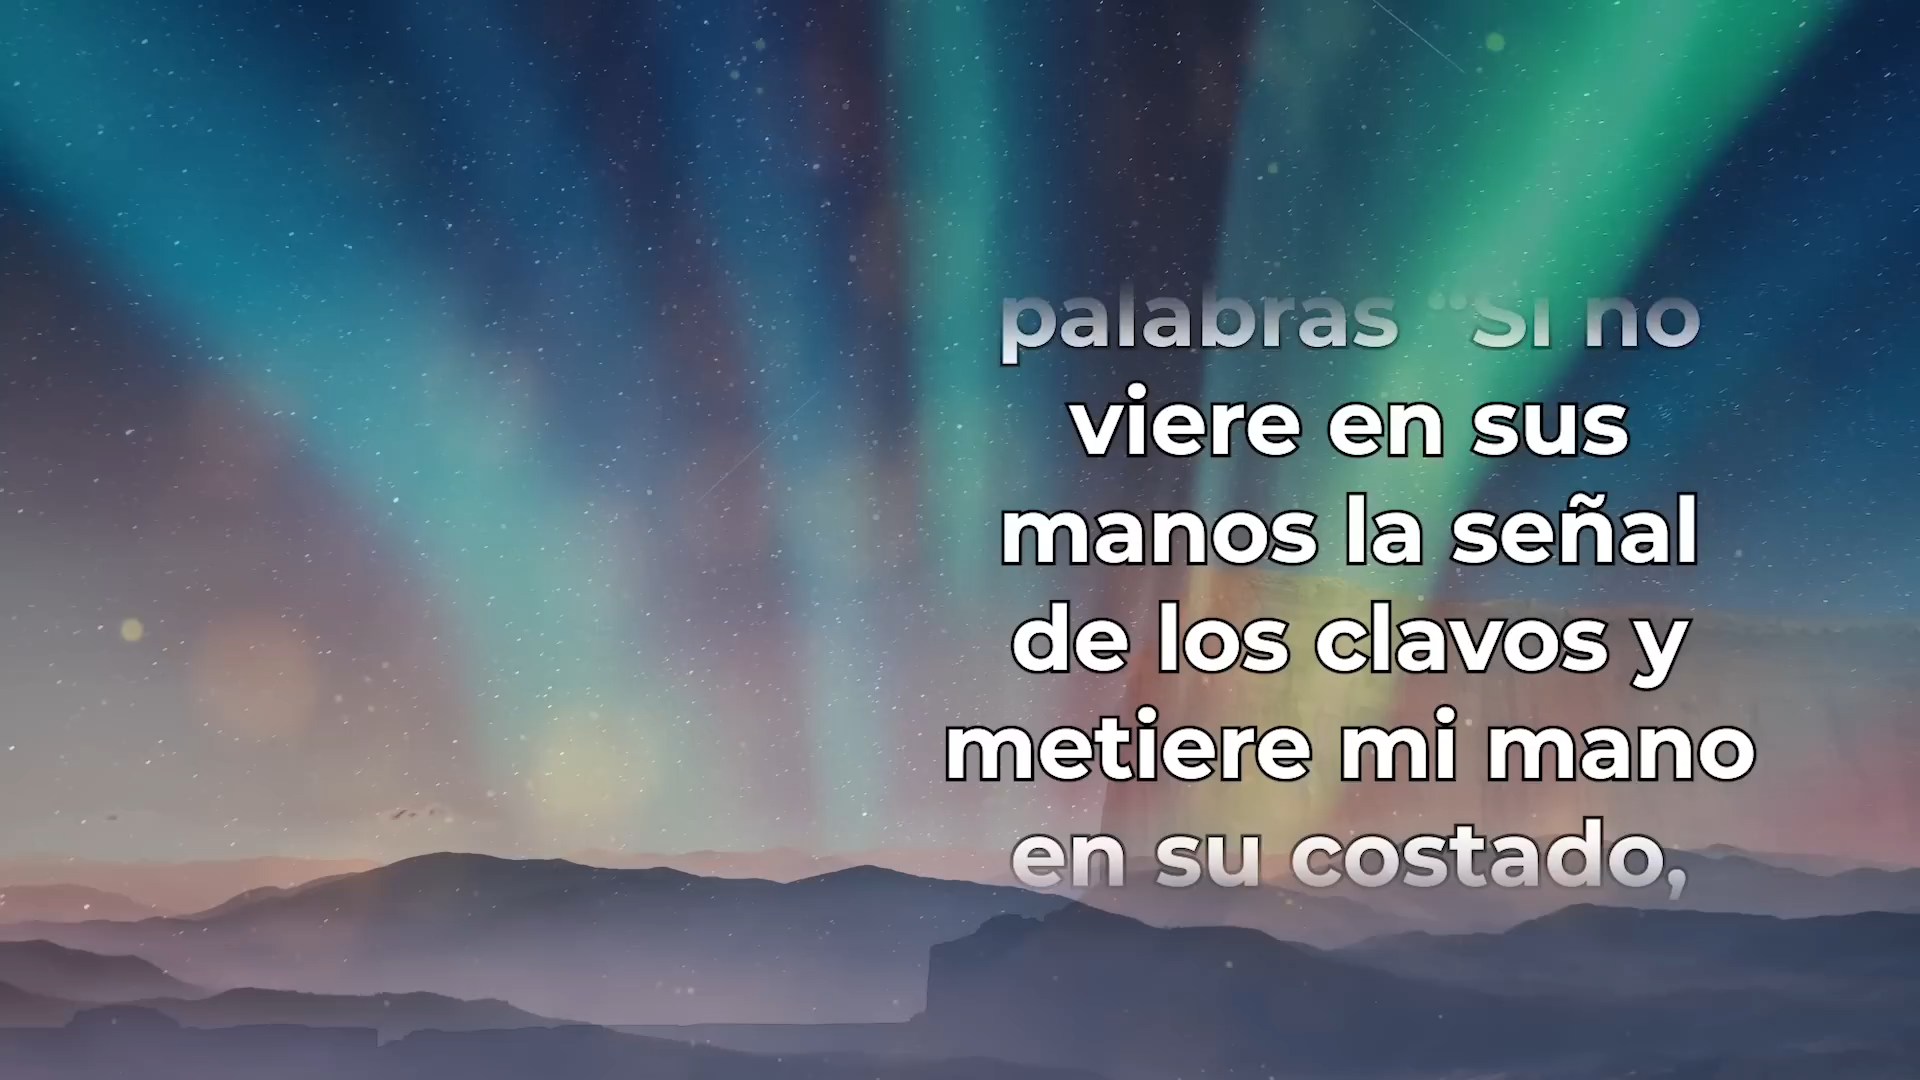 palabras “Si no
viere en sus
manos la señal
de los clavos y
metiere mi mano
en su costado,